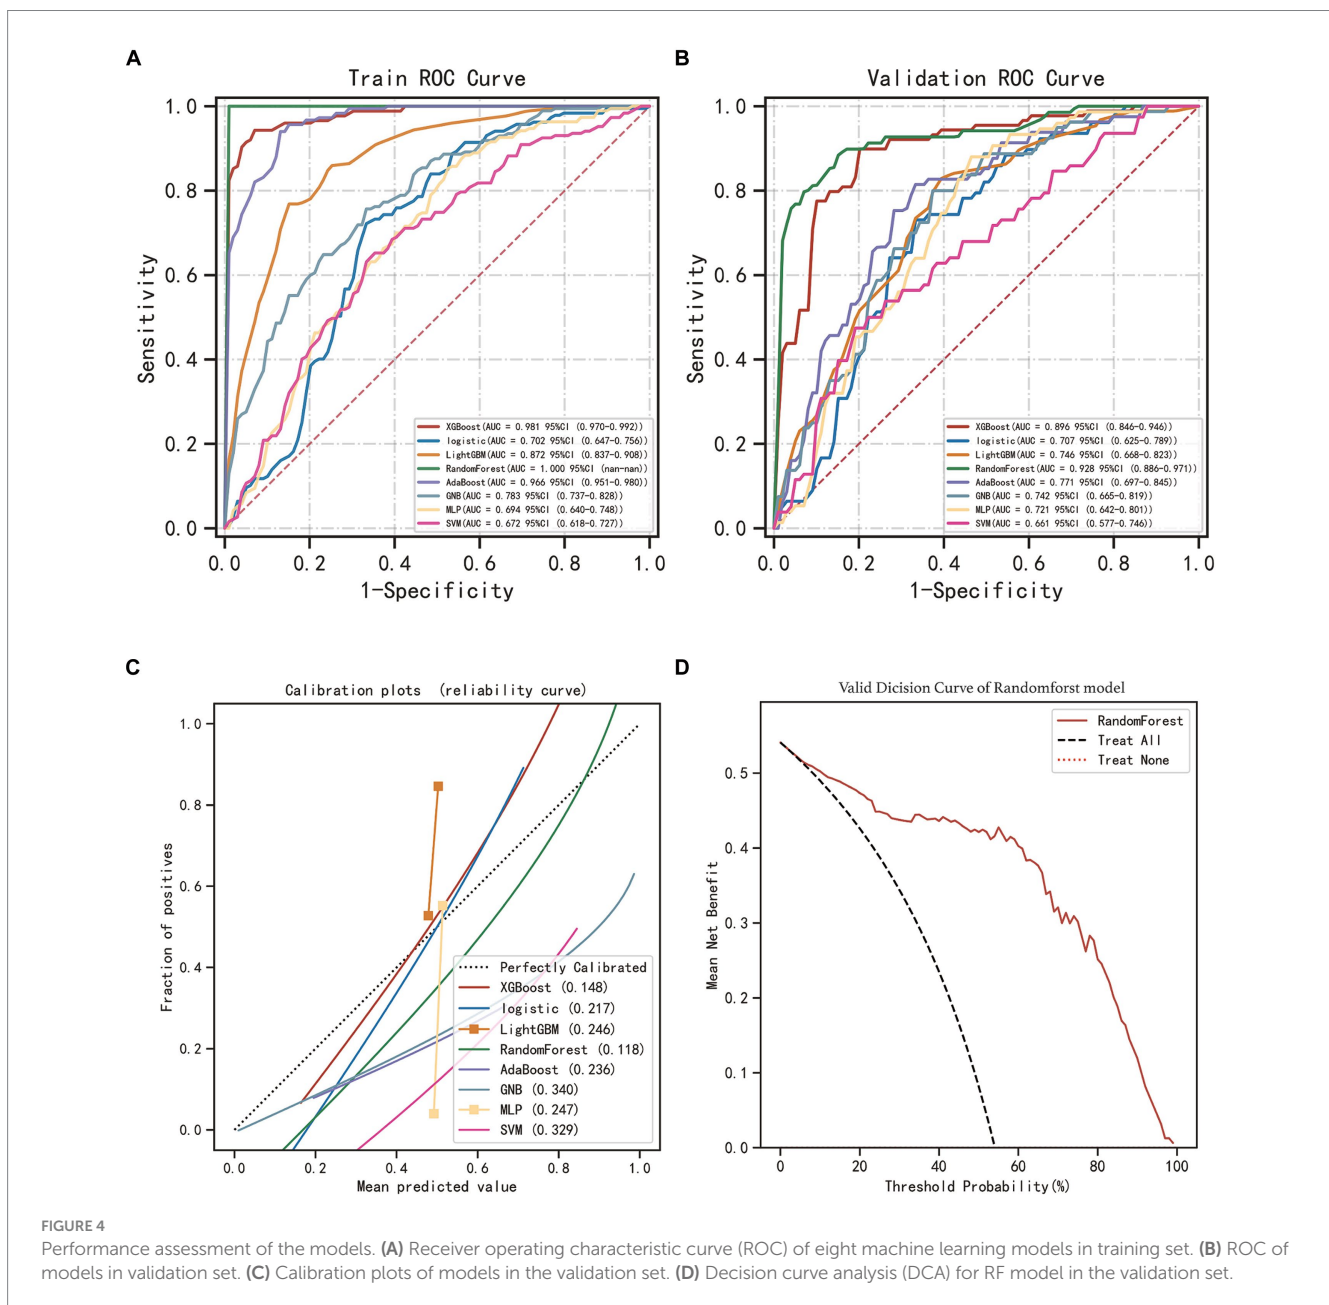 A
Train ROC Curve
1.0
0.8
0.6
0.4
0.2
0.0
Sensitivity
XGBoost(AUC = 0.981 95%CI (0.970-0.992))
logistic(AUC = 0.702 95%CI (0.647-0.756))
LightGBM(AUC = 0.872 95%CI (0.837-0.908))
RandomForest(AUC = 1.000 95%CI (nan-nan))
AdaBoost(AUC = 0.966 95%CI (0.951-0.980))
GNB(AUC = 0.783 95%CI (0.737-0.828))
MLP(AUC = 0.694 95%CI (0.640-0.748))
SVM(AUC = 0.672 95%CI (0.618-0.727))
0.0 0.2 0.4 0.6 0.8 1.0
1-Specificity
B
Validation ROC Curve
1.0
0.8
0.6
0.4
0.2
0.0
Sensitivity
XGBoost(AUC = 0.896 95%CI (0.846-0.946))
logistic(AUC = 0.707 95%CI (0.625-0.789))
LightGBM(AUC = 0.746 95%CI (0.668-0.823))
RandomForest(AUC = 0.928 95%CI (0.886-0.971))
AdaBoost(AUC = 0.771 95%CI (0.697-0.845))
GNB(AUC = 0.742 95%CI (0.665-0.819))
MLP(AUC = 0.721 95%CI (0.642-0.801))
SVM(AUC = 0.661 95%CI (0.577-0.746))
0.0 0.2 0.4 0.6 0.8 1.0
1-Specificity
C
Calibration plots (reliability curve)
1.0
0.8
0.6
0.4
0.2
0.0
Fraction of positives
Perfectly Calibrated
XGBoost (0.148)
logistic (0.217)
LightGBM (0.246)
RandomForest (0.118)
AdaBoost (0.236)
GNB (0.340)
MLP (0.247)
SVM (0.329)
0.0 0.2 0.4 0.6 0.8 1.0
Mean predicted value
D
Valid Dicision Curve of Randomforst model
RandomForest
Treat All
Treat None
0.5
0.4
0.3
0.2
0.1
0.0
Mean Net Benefit
0 20 40 60 80 100
Threshold Probability(%)
FIGURE 4
Performance assessment of the models. (A) Receiver operating characteristic curve (ROC) of eight machine learning models in training set. (B) ROC of
models in validation set. (C) Calibration plots of models in the validation set. (D) Decision curve analysis (DCA) for RF model in the validation set.